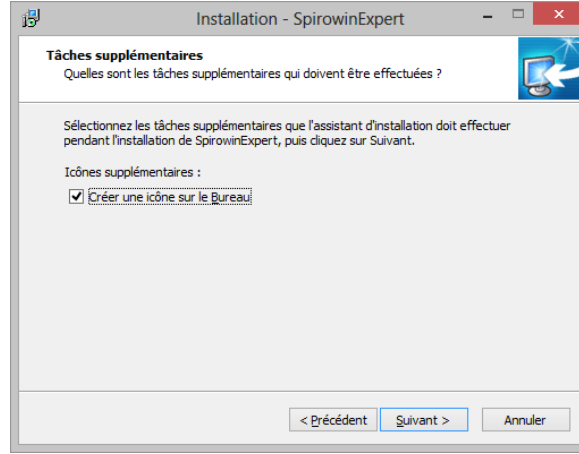 Installation - SpirowinExpert
Tâches supplémentaires
Quelles sont les tâches supplémentaires qui doivent être effectuées ?
Sélectionnez les tâches supplémentaires que l'assistant d'installation doit effectuer
pendant l'installation de SpirowinExpert, puis cliquez sur Suivant.
Icônes supplémentaires :
Créer une icône sur le Bureau
< Précédent Suivant > Annuler